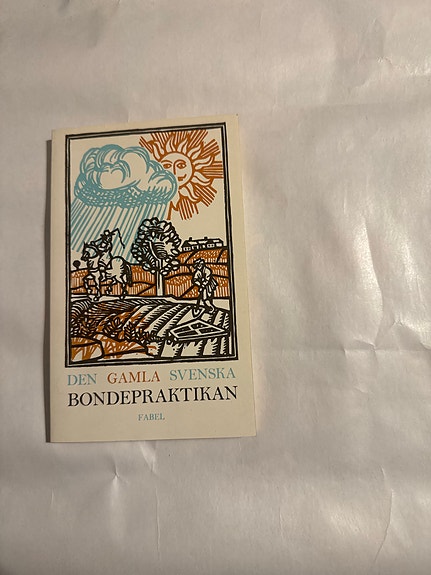 DEN GAMLA SVENSKA
BONDEPRAKTIKAN
FABEL